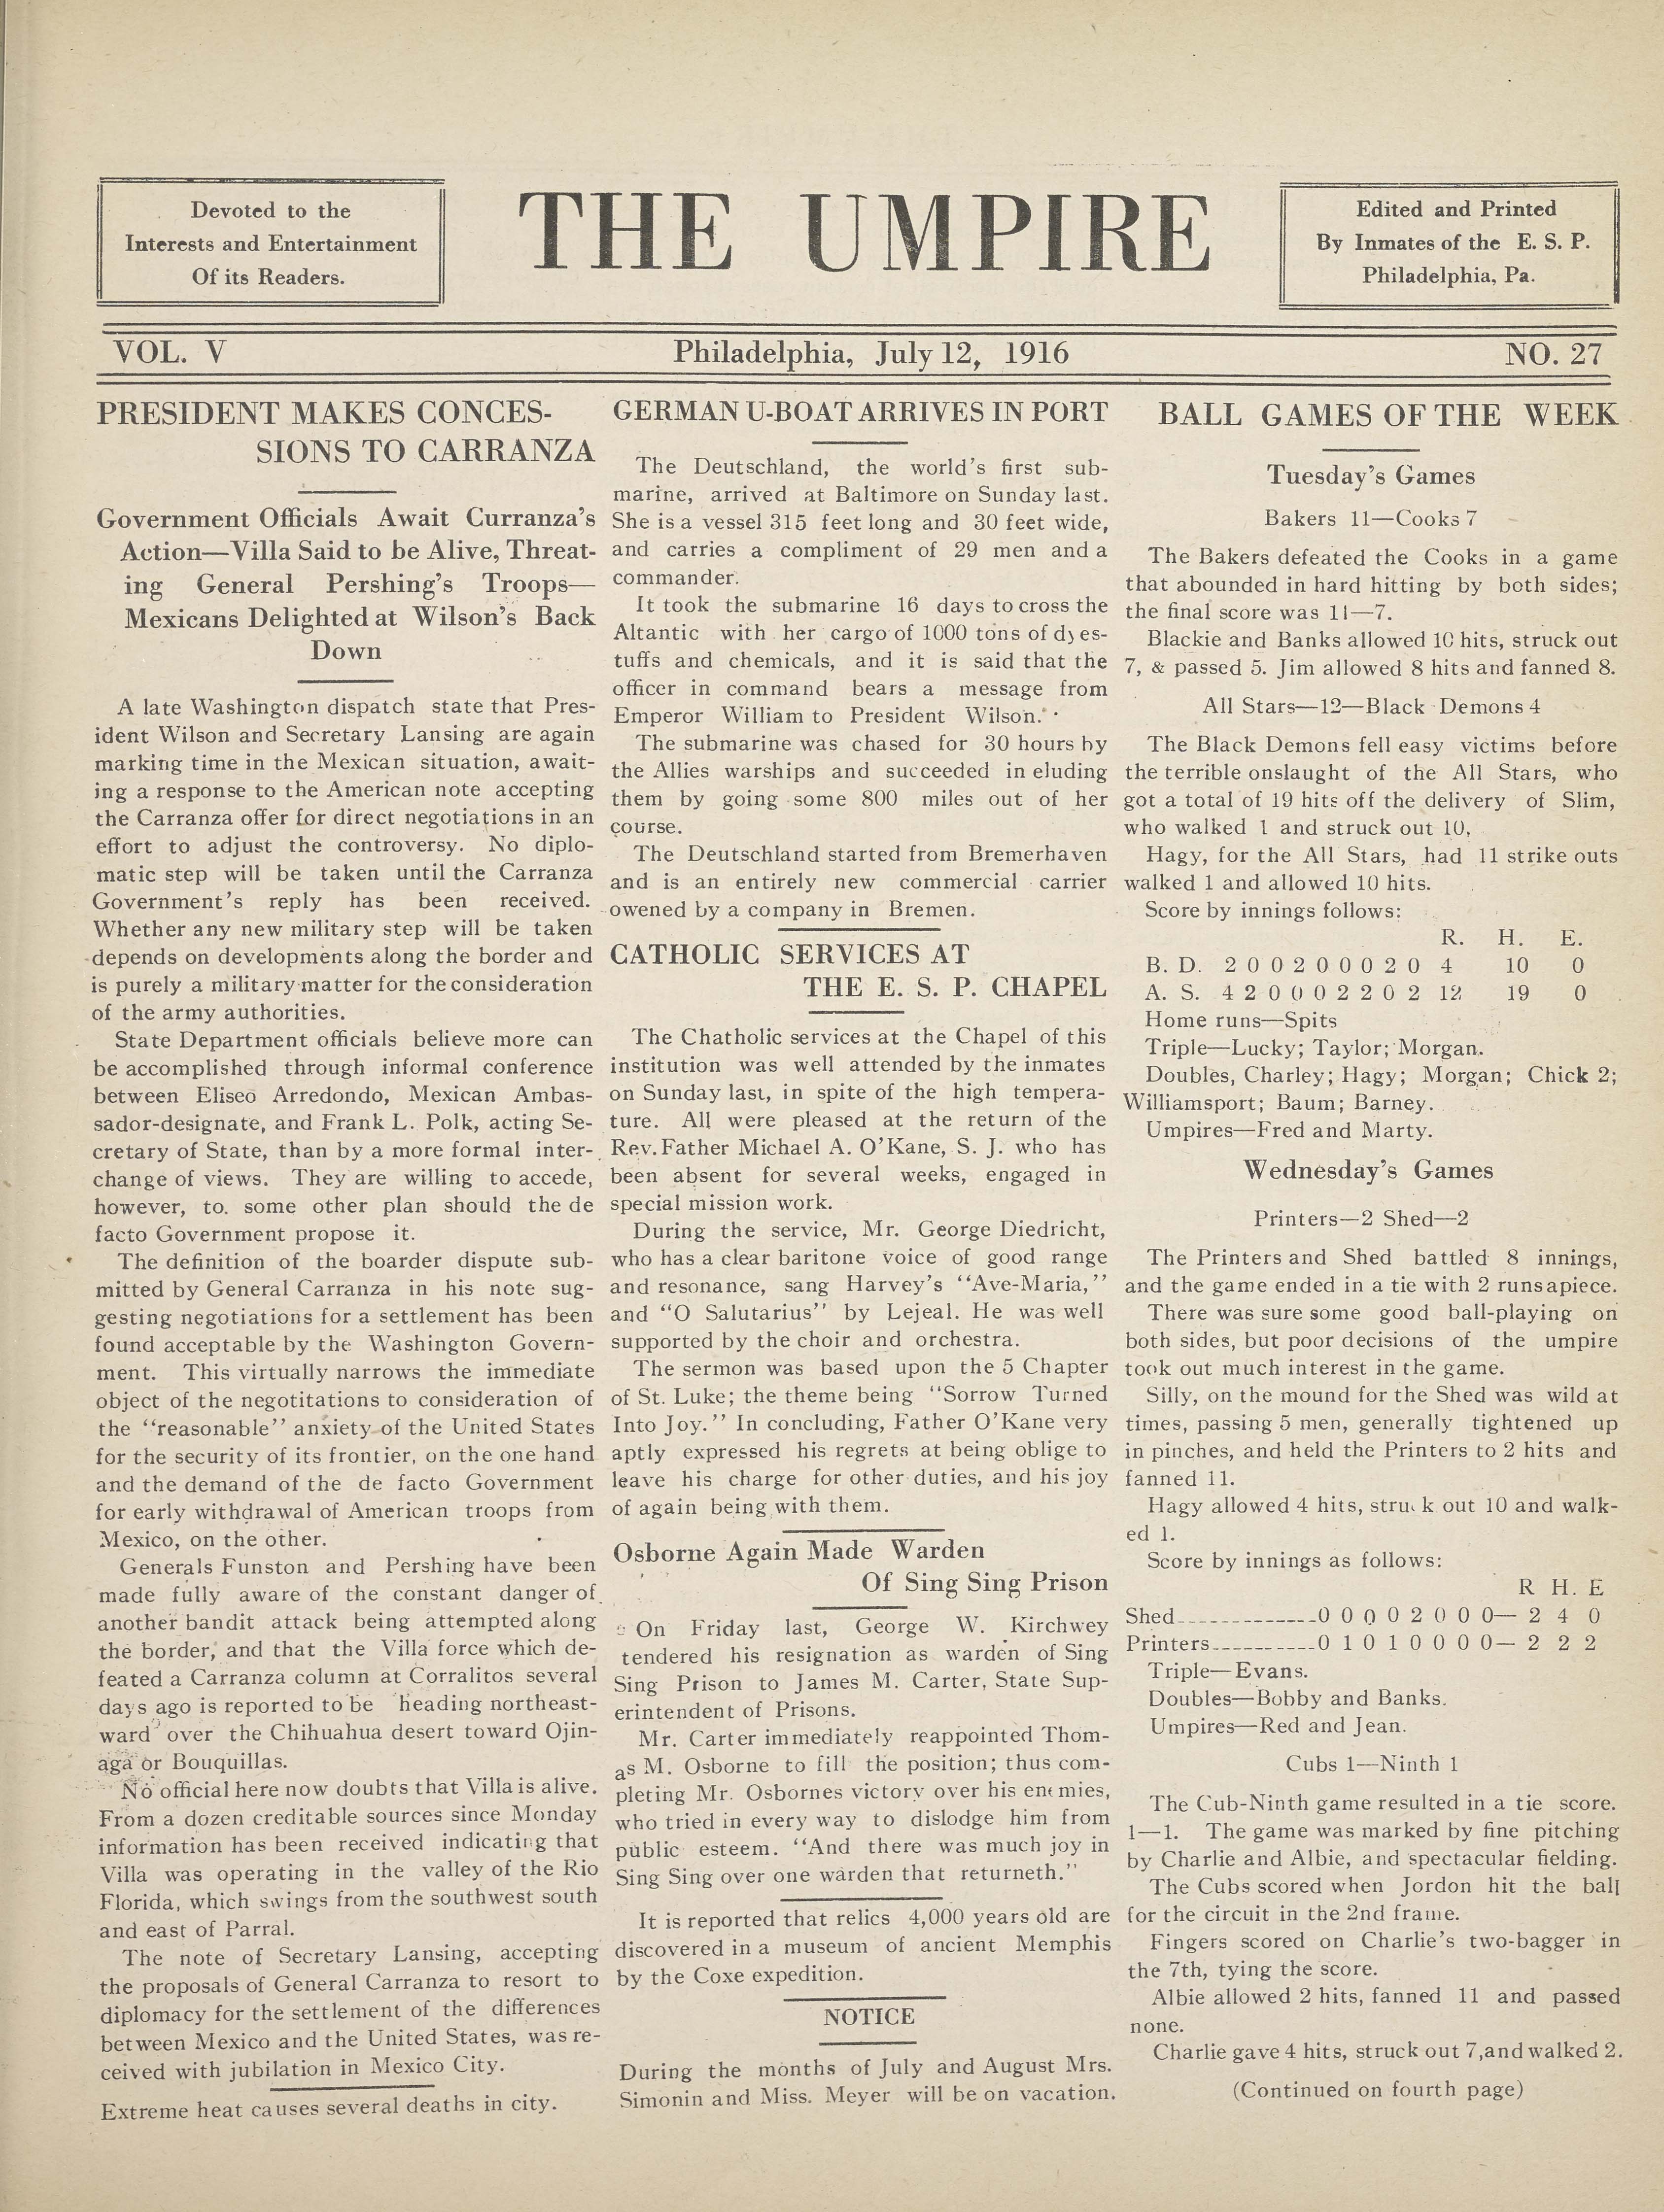 Devoted to the
Interests and Entertainment
Of its Readers.
THE UMPIRE
Edited and Printed
By Inmates of the E. S. P.
Philadelphia, Pa.
VOL. V
Philadelphia, July 12, 1916
NO. 27
PRESIDENT MAKES CONCES-
SIONS TO CARRANZA
Government Officials Await Curranza's
Action—Villa Said to be Alive, Threat-
ing General Pershing's Troops—
Mexicans Delighted at Wilson's Back
Down
A late Washington dispatch state that Pres-
ident Wilson and Secretary Lansing are again
marking time in the Mexican situation, await-
ing a response to the American note accepting
the Carranza offer for direct negotiations in an
effort to adjust the controversy. No diplo-
matic step will be taken until the Carranza
Government's reply has been received.
Whether any new military step will be taken
depends on developments along the border and
is purely a military matter for the consideration
of the army authorities.
State Department officials believe more can
be accomplished through informal conference
between Eliseo Arredondo, Mexican Ambas-
sador-designate, and Frank L. Polk, acting Se-
cretary of State, than by a more formal inter-
change of views. They are willing to accede,
however, to. some other plan should the de
facto Government propose it.
The definition of the boarder dispute sub-
mitted by General Carranza in his note sug-
gesting negotiations for a settlement has been
found acceptable by the Washington Govern-
ment. This virtually narrows the immediate
object of the negotitations to consideration of
the "reasonable" anxiety of the United States
for the security of its frontier, on the one hand
and the demand of the de facto Government
for early withdrawal of American troops from
Mexico, on the other.
Generals Funston and Pershing have been
made fully aware of the constant danger of
another bandit attack being attempted along
the border, and that the Villa force which de-
feated a Carranza column at Corralitos several
days ago is reported to be heading northeast-
ward over the Chihuahua desert toward Ojin-
aga or Bouquillas.
No official here now doubts that Villa is alive.
From a dozen creditable sources since Monday
information has been received indicating that
Villa was operating in the valley of the Rio
Florida, which swings from the southwest south
and east of Parral.
The note of Secretary Lansing, accepting
the proposals of General Carranza to resort to
diplomacy for the settlement of the differences
between Mexico and the United States, was re-
ceived with jubilation in Mexico City.
Extreme heat causes several deaths in city.
GERMAN U-BOAT ARRIVES IN PORT
The Deutschland, the world's first sub-
marine, arrived at Baltimore on Sunday last.
She is a vessel 315 feet long and 30 feet wide,
and carries a compliment of 29 men and a
commander.
It took the submarine 16 days to cross the
Altantic with her cargo of 1000 tons of dyes-
tuffs and chemicals, and it is said that the
officer in command bears a message from
Emperor William to President Wilson.
The submarine was chased for 30 hours by
the Allies warships and succeeded in eluding
them by going some 800 miles out of her
course.
The Deutschland started from Bremerhaven
and is an entirely new commercial carrier
owened by a company in Bremen.
CATHOLIC SERVICES AT
THE E. S. P. CHAPEL
The Chatholic services at the Chapel of this
institution was well attended by the inmates
on Sunday last, in spite of the high tempera-
ture. All were pleased at the return of the
Rev. Father Michael A. O'Kane, S. J. who has
been absent for several weeks, engaged in
special mission work.
During the service, Mr. George Diedricht,
who has a clear baritone voice of good range
and resonance, sang Harvey's "Ave-Maria,"
and "O Salutarius" by Lejeal. He was well
supported by the choir and orchestra.
The sermon was based upon the 5 Chapter
of St. Luke; the theme being "Sorrow Turned
Into Joy." In concluding, Father O'Kane very
aptly expressed his regrets at being oblige to
leave his charge for other duties, and his joy
of again being with them.
Osborne Again Made Warden
Of Sing Sing Prison
On Friday last, George W. Kirchwey
tendered his resignation as warden of Sing
Sing Prison to James M. Carter, State Sup-
erintendent of Prisons.
Mr. Carter immediately reappointed Thom-
as M. Osborne to fill the position; thus com-
pleting Mr. Osbornes victory over his enemies,
who tried in every way to dislodge him from
public esteem. "And there was much joy in
Sing Sing over one warden that returneth."
It is reported that relics 4,000 years old are
discovered in a museum of ancient Memphis
by the Coxe expedition.
NOTICE
During the months of July and August Mrs.
Simonin and Miss. Meyer will be on vacation.
BALL GAMES OF THE WEEK
Tuesday's Games
Bakers 11—Cooks 7
The Bakers defeated the Cooks in a game
that abounded in hard hitting by both sides;
the final score was 11—7.
Blackie and Banks allowed 10 hits, struck out
7, & passed 5. Jim allowed 8 hits and fanned 8.
All Stars—12—Black Demons 4
The Black Demons fell easy victims before
the terrible onslaught of the All Stars, who
got a total of 19 hits off the delivery of Slim,
who walked 1 and struck out 10,
Hagy, for the All Stars, had 11 strike outs
walked 1 and allowed 10 hits.
Score by innings follows:
R. H. E.
B. D. 2 0 0 2 0 0 0 2 0 4 10 0
A. S. 4 2 0 0 0 2 2 0 2 12 19 0
Home runs—Spits
Triple—Lucky; Taylor; Morgan.
Doubles, Charley; Hagy; Morgan; Chick 2;
Williamsport; Baum; Barney.
Umpires—Fred and Marty.
Wednesday's Games
Printers—2 Shed—2
The Printers and Shed battled 8 innings,
and the game ended in a tie with 2 runs apiece.
There was sure some good ball-playing on
both sides, but poor decisions of the umpire
took out much interest in the game.
Silly, on the mound for the Shed was wild at
times, passing 5 men, generally tightened up
in pinches, and held the Printers to 2 hits and
fanned 11.
Hagy allowed 4 hits, struck out 10 and walk-
ed 1.
Score by innings as follows:
R H. E
Shed-------------0 0 0 0 2 0 0 0— 2 4 0
Printers----------0 1 0 1 0 0 0 0— 2 2 2
Triple—Evans.
Doubles—Bobby and Banks.
Umpires—Red and Jean.
Cubs 1—Ninth 1
The Cub-Ninth game resulted in a tie score.
1—1. The game was marked by fine pitching
by Charlie and Albie, and spectacular fielding.
The Cubs scored when Jordon hit the ball
for the circuit in the 2nd frame.
Fingers scored on Charlie's two-bagger in
the 7th, tying the score.
Albie allowed 2 hits, fanned 11 and passed
none.
Charlie gave 4 hits, struck out 7, and walked 2.
(Continued on fourth page)